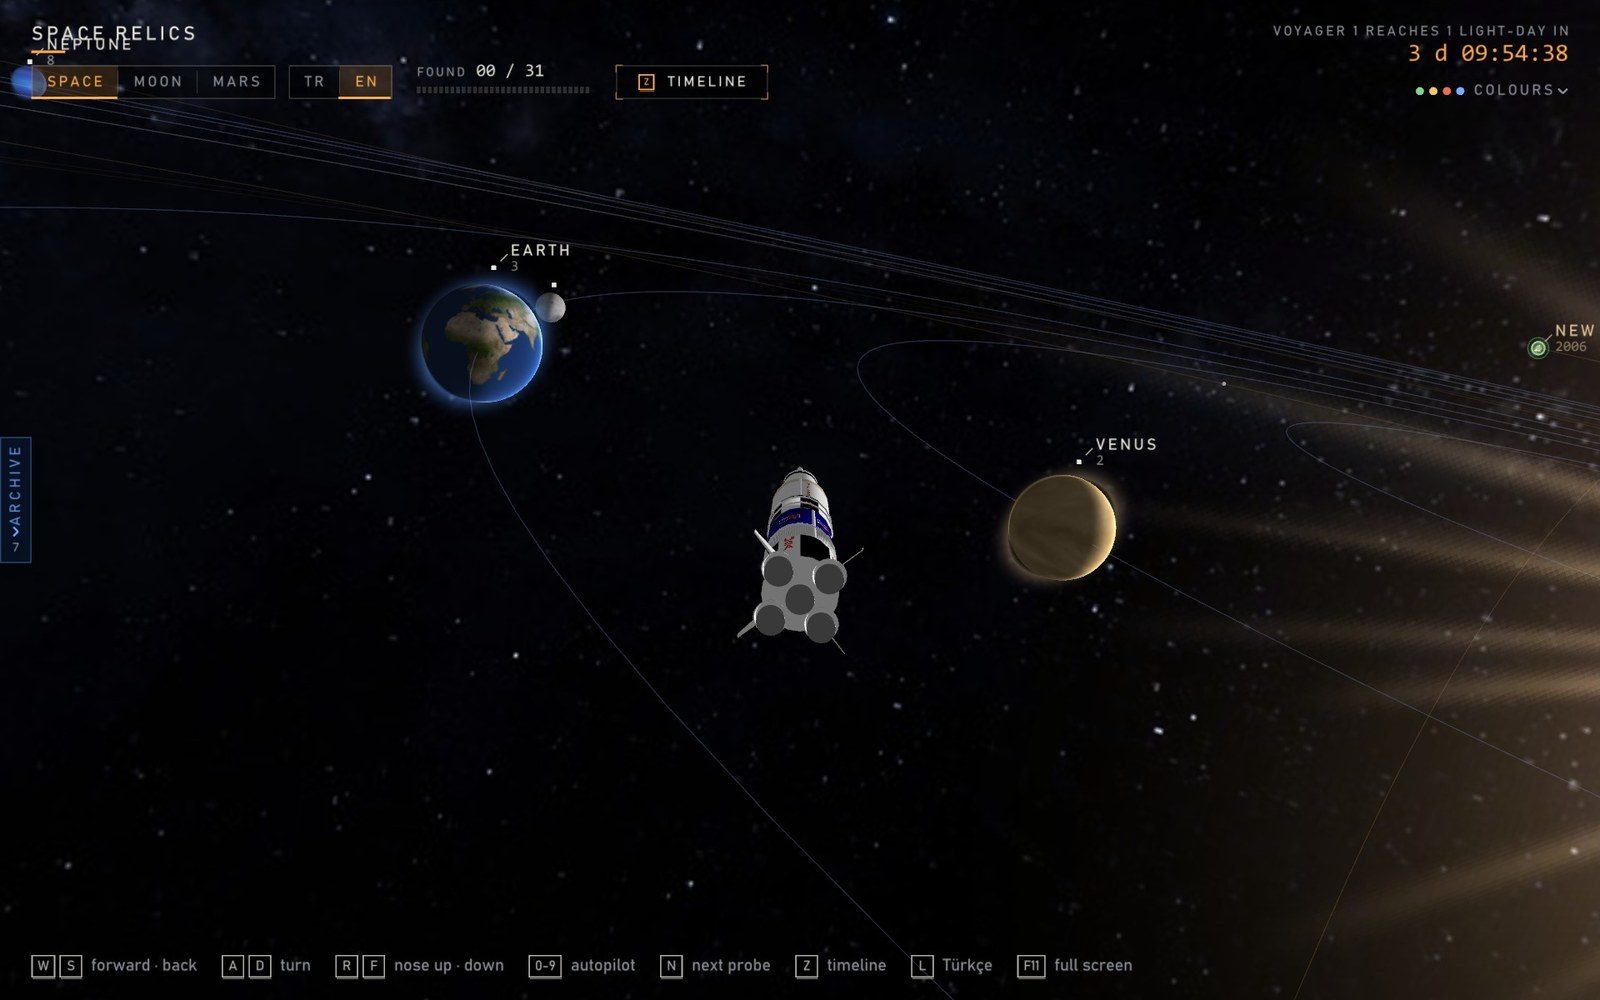 SPACE RELICS
NEPTUNE
8
SPACE MOON MARS TR EN
FOUND 00 / 31
Z TIMELINE
VOYAGER 1 REACHES 1 LIGHT-DAY IN
3 d 09:54:38
COLOURS
EARTH
3
NEW
2006
VENUS
2
ARCHIVE
7
W S forward · back A D turn R F nose up · down 0-9 autopilot N next probe Z timeline L Türkçe F11 full screen